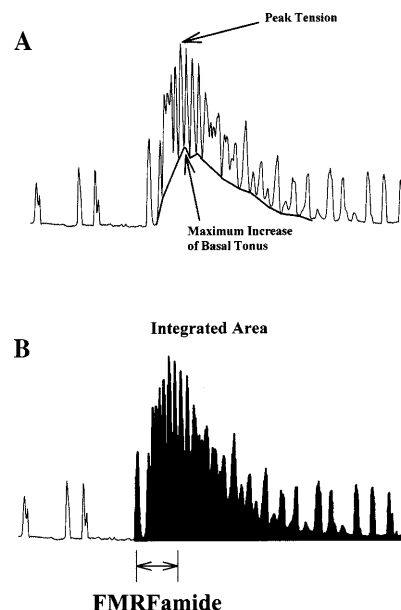 Peak Tension
A
Maximum Increase
of Basal Tonus
Integrated Area
B
FMRFamide